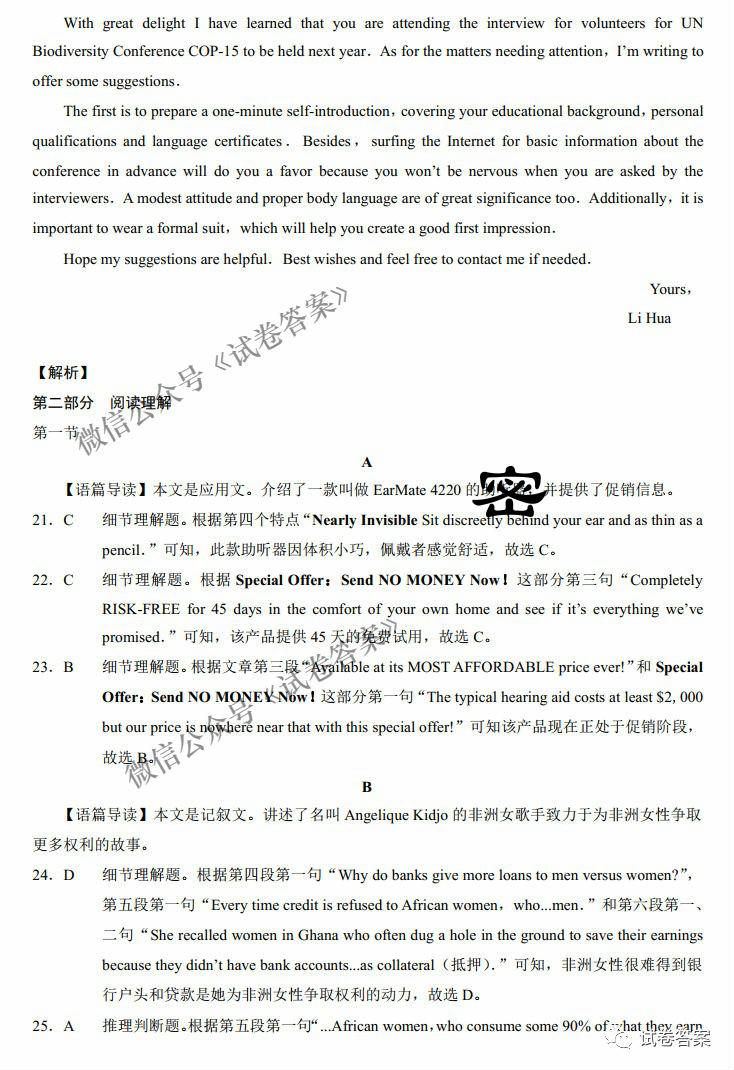 With great delight I have learned that you are attending the interview for volunteers for UN
Biodiversity Conference COP-15 to be held next year. As for the matters needing attention, I'm writing to
offer some suggestions.
The first is to prepare a one-minute self-introduction, covering your educational background, personal
qualifications and language certificates. Besides, surfing the Internet for basic information about the
conference in advance will do you a favor because you won't be nervous when you are asked by the
interviewers. A modest attitude and proper body language are of great significance too. Additionally, it is
important to wear a formal suit, which will help you create a good first impression.
Hope my suggestions are helpful. Best wishes and feel free to contact me if needed.
Yours,
Li Hua
微信公众号《试卷答案》
【解析】
第二部分 阅读理解
第一节
A
【语篇导读】本文是应用文。介绍了一款叫做 EarMate 4220 的助 并提供了促销信息。
密
21. C 细节理解题。根据第四个特点“Nearly Invisible Sit discreetly behind your ear and as thin as a
pencil.”可知，此款助听器因体积小巧，佩戴者感觉舒适，故选 C。
22. C 细节理解题。根据 Special Offer: Send NO MONEY Now! 这部分第三句“Completely
RISK-FREE for 45 days in the comfort of your own home and see if it's everything we've
promised.”可知，该产品提供 45 天的免费试用，故选 C。
23. B 细节理解题。根据文章第三段“Available at its MOST AFFORDABLE price ever!”和 Special
Offer: Send NO MONEY Now! 这部分第一句“The typical hearing aid costs at least $2, 000
but our price is nowhere near that with this special offer!”可知该产品现在正处于促销阶段，
故选 B。
微信公众号《试卷答案》
B
【语篇导读】本文是记叙文。讲述了名叫 Angelique Kidjo 的非洲女歌手致力于为非洲女性争取
更多权利的故事。
24. D 细节理解题。根据第四段第一句“Why do banks give more loans to men versus women?”，
第五段第一句“Every time credit is refused to African women, who...men.”和第六段第一、
二句“She recalled women in Ghana who often dug a hole in the ground to save their earnings
because they didn't have bank accounts...as collateral（抵押）.”可知，非洲女性很难得到银
行户头和贷款是她为非洲女性争取权利的动力，故选 D。
25. A 推理判断题。根据第五段第一句“...African women, who consume some 90% of what they earn
试卷答案